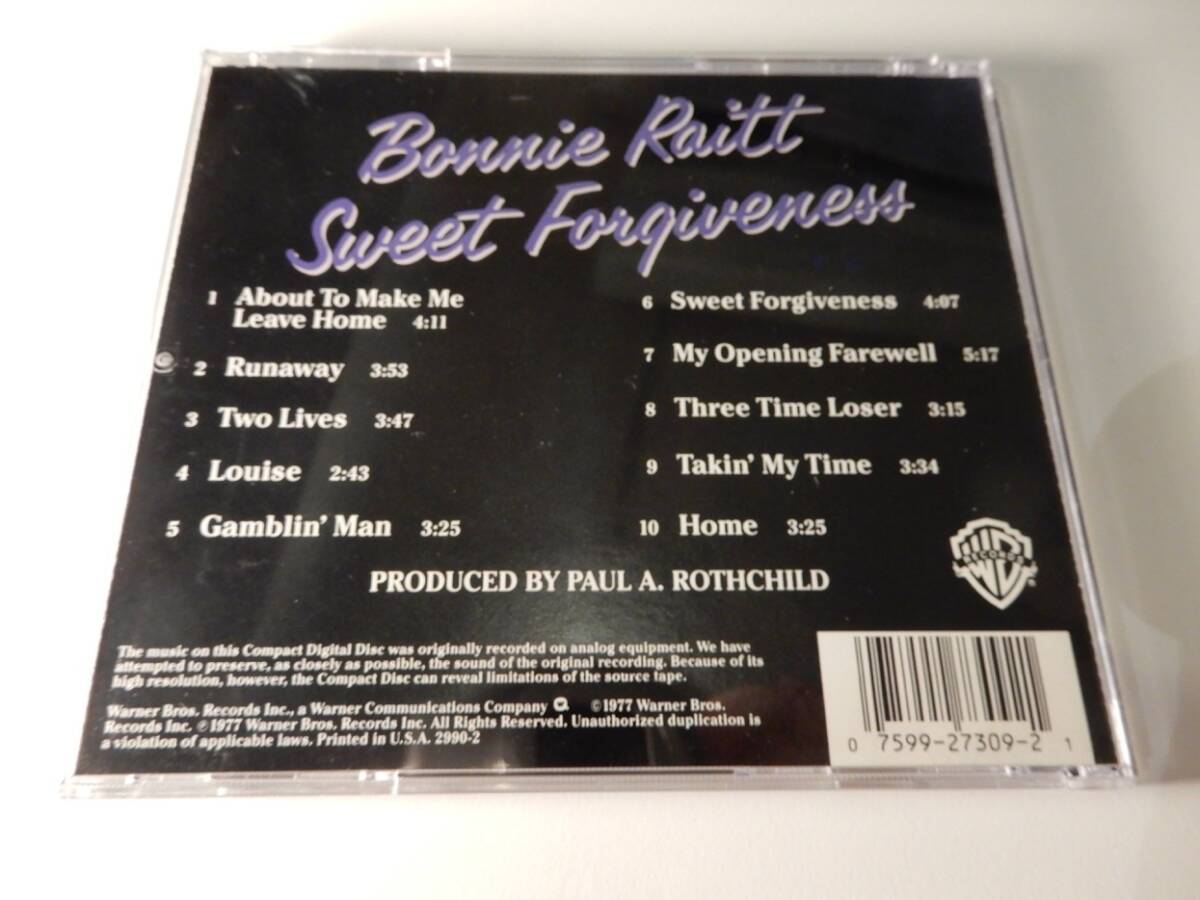 Bonnie Raitt
Sweet Forgiveness
1 About To Make Me
Leave Home 4:11
2 Runaway 3:53
3 Two Lives 3:47
4 Louise 2:43
5 Gamblin' Man 3:25
6 Sweet Forgiveness 4:07
7 My Opening Farewell 5:17
8 Three Time Loser 3:15
9 Takin' My Time 3:34
10 Home 3:25
PRODUCED BY PAUL A. ROTHCHILD
WB
RECORDS
The music on this Compact Digital Disc was originally recorded on analog equipment. We have
attempted to preserve, as closely as possible, the sound of the original recording. Because of its
high resolution, however, the Compact Disc can reveal limitations of the source tape.
Warner Bros. Records Inc., a Warner Communications Company ©1977 Warner Bros.
Records Inc. ℗1977 Warner Bros. Records Inc. All Rights Reserved. Unauthorized duplication is
a violation of applicable laws. Printed in U.S.A. 2990-2
0 7599-27309-2 1